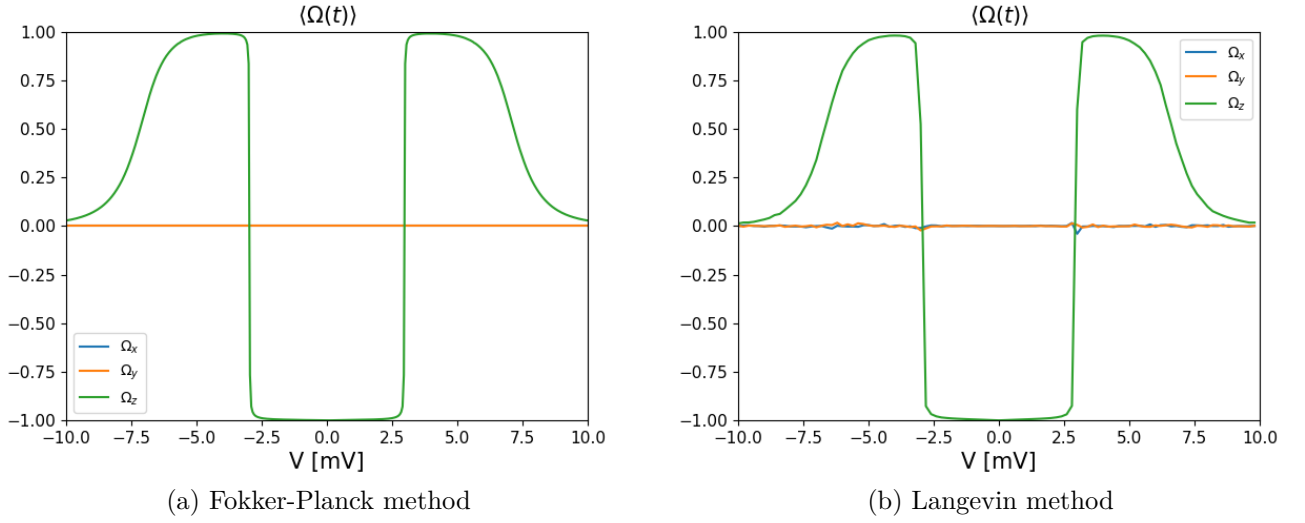 ⟨Ω(t)⟩
1.00
0.75
0.50
0.25
0.00
−0.25
−0.50
−0.75
−1.00
Ωx
Ωy
Ωz
−10.0 −7.5 −5.0 −2.5 0.0 2.5 5.0 7.5 10.0
V [mV]
(a) Fokker-Planck method
⟨Ω(t)⟩
1.00
0.75
0.50
0.25
0.00
−0.25
−0.50
−0.75
−1.00
Ωx
Ωy
Ωz
−10.0 −7.5 −5.0 −2.5 0.0 2.5 5.0 7.5 10.0
V [mV]
(b) Langevin method